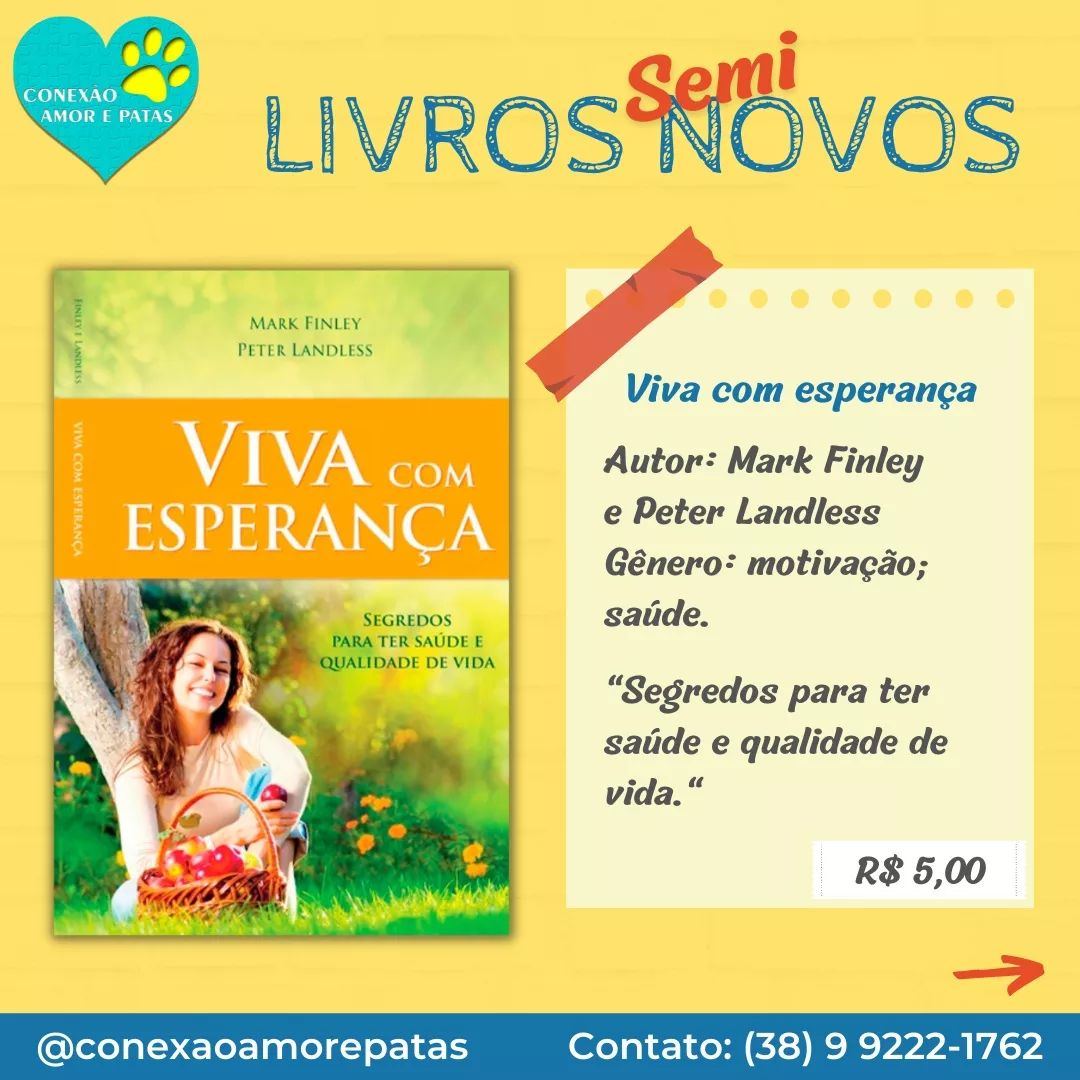 CONEXÃO
AMOR E PATAS
Semi
LIVROS NOVOS
FINLEY E LANDLESS
VIVA COM ESPERANÇA
MARK FINLEY
PETER LANDLESS
VIVA COM
ESPERANÇA
SEGREDOS
PARA TER SAÚDE E
QUALIDADE DE VIDA
Viva com esperança
Autor: Mark Finley
e Peter Landless
Gênero: motivação;
saúde.
“Segredos para ter
saúde e qualidade de
vida.“
R$ 5,00
@conexaoamorepatas
Contato: (38) 9 9222-1762